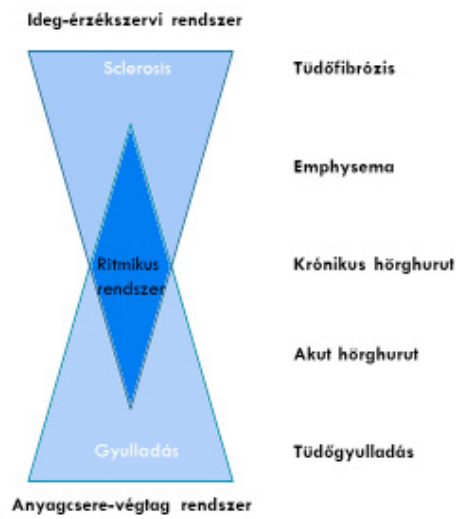 Ideg-érzékszervi rendszer
Sclerosis
Tüdőfibrózis
Emphysema
Ritmikus
rendszer
Krónikus hörghurut
Akut hörghurut
Gyulladás
Tüdőgyulladás
Anyagcsere-végtag rendszer